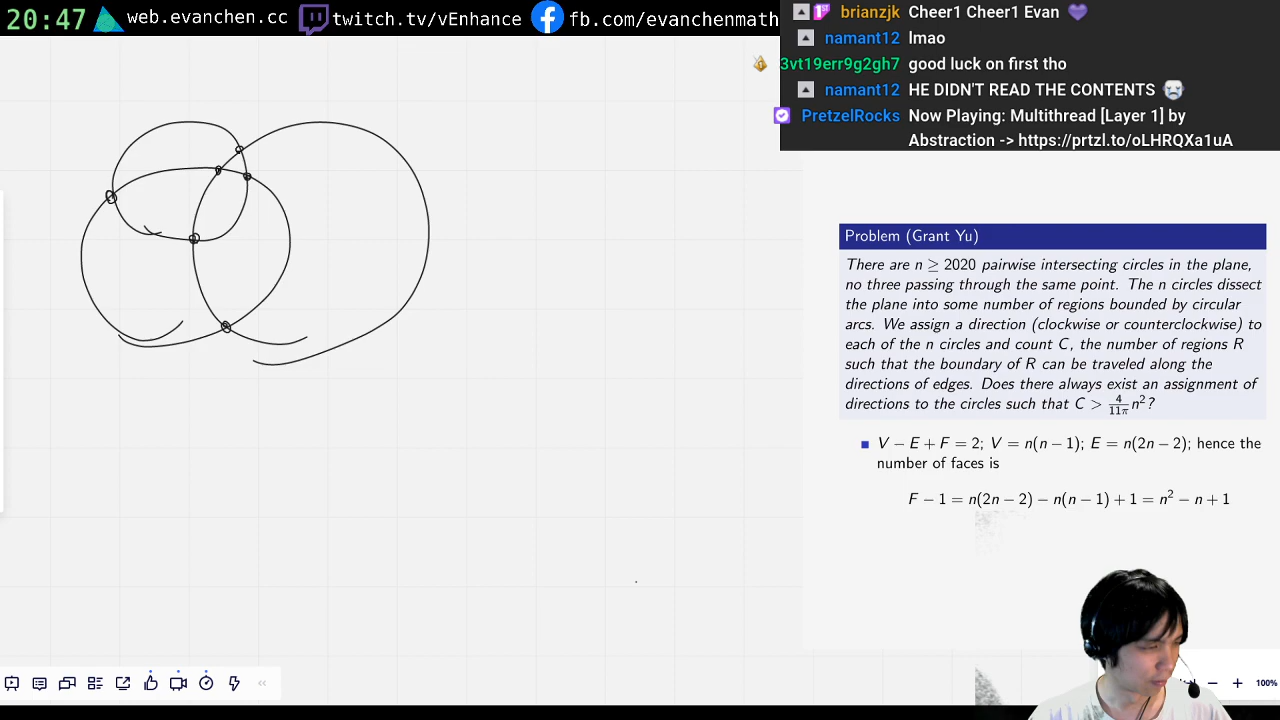 20:47 web.evanchen.cc twitch.tv/vEnhance fb.com/evanchenmath
brianzjk Cheer1 Cheer1 Evan 💜
namant12 lmao
3vt19err9g2gh7 good luck on first tho
namant12 HE DIDN'T READ THE CONTENTS 😢
PretzelRocks Now Playing: Multithread [Layer 1] by
Abstraction -> https://prtzl.to/oLHRQXa1uA
Problem (Grant Yu)
There are n ≥ 2020 pairwise intersecting circles in the plane,
no three passing through the same point. The n circles dissect
the plane into some number of regions bounded by circular
arcs. We assign a direction (clockwise or counterclockwise) to
each of the n circles and count C, the number of regions R
such that the boundary of R can be traveled along the
directions of edges. Does there always exist an assignment of
directions to the circles such that C > 4/11π n²?
V − E + F = 2; V = n(n − 1); E = n(2n − 2); hence the
number of faces is
F − 1 = n(2n − 2) − n(n − 1) + 1 = n² − n + 1
100%